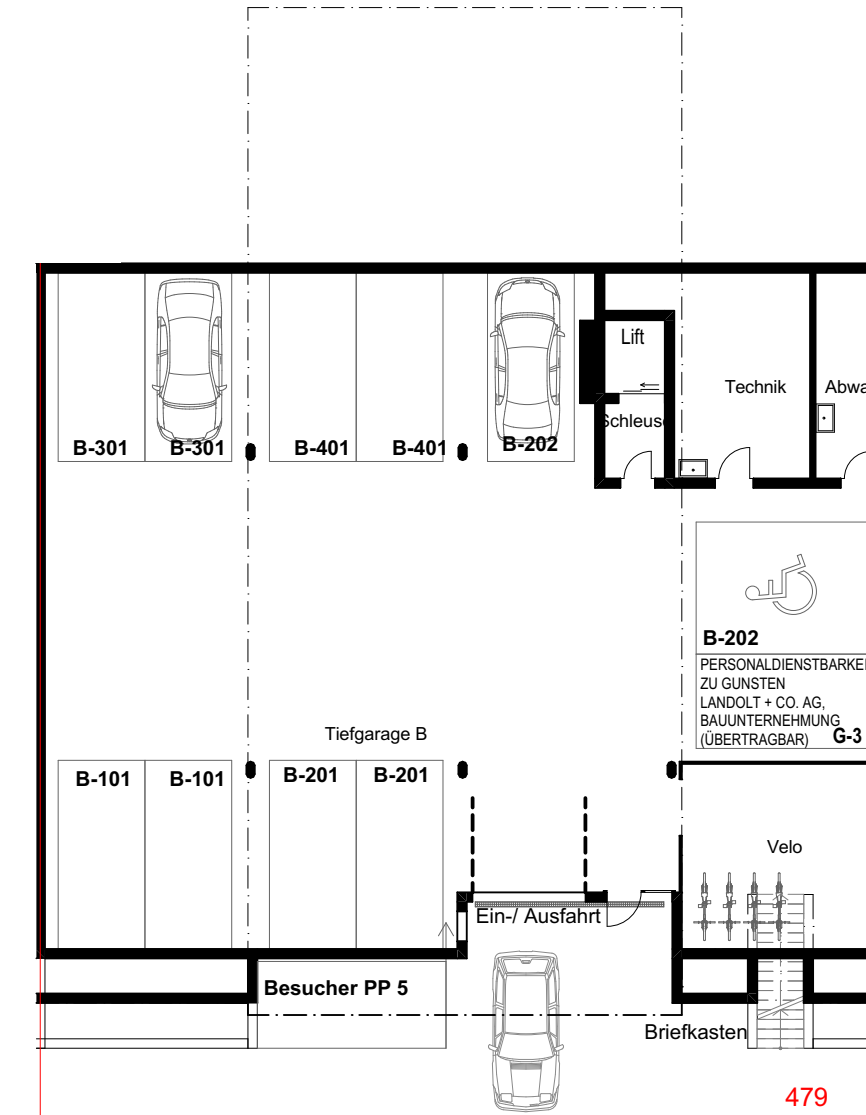 Lift
Technik
Abwa
Schleuse
B-301
B-301
B-401
B-401
B-202
B-202
PERSONALDIENSTBARKEI
ZU GUNSTEN
LANDOLT + CO. AG,
BAUUNTERNEHMUNG
(ÜBERTRAGBAR) G-3
Tiefgarage B
B-101
B-101
B-201
B-201
Velo
Ein-/ Ausfahrt
Besucher PP 5
Briefkasten
479